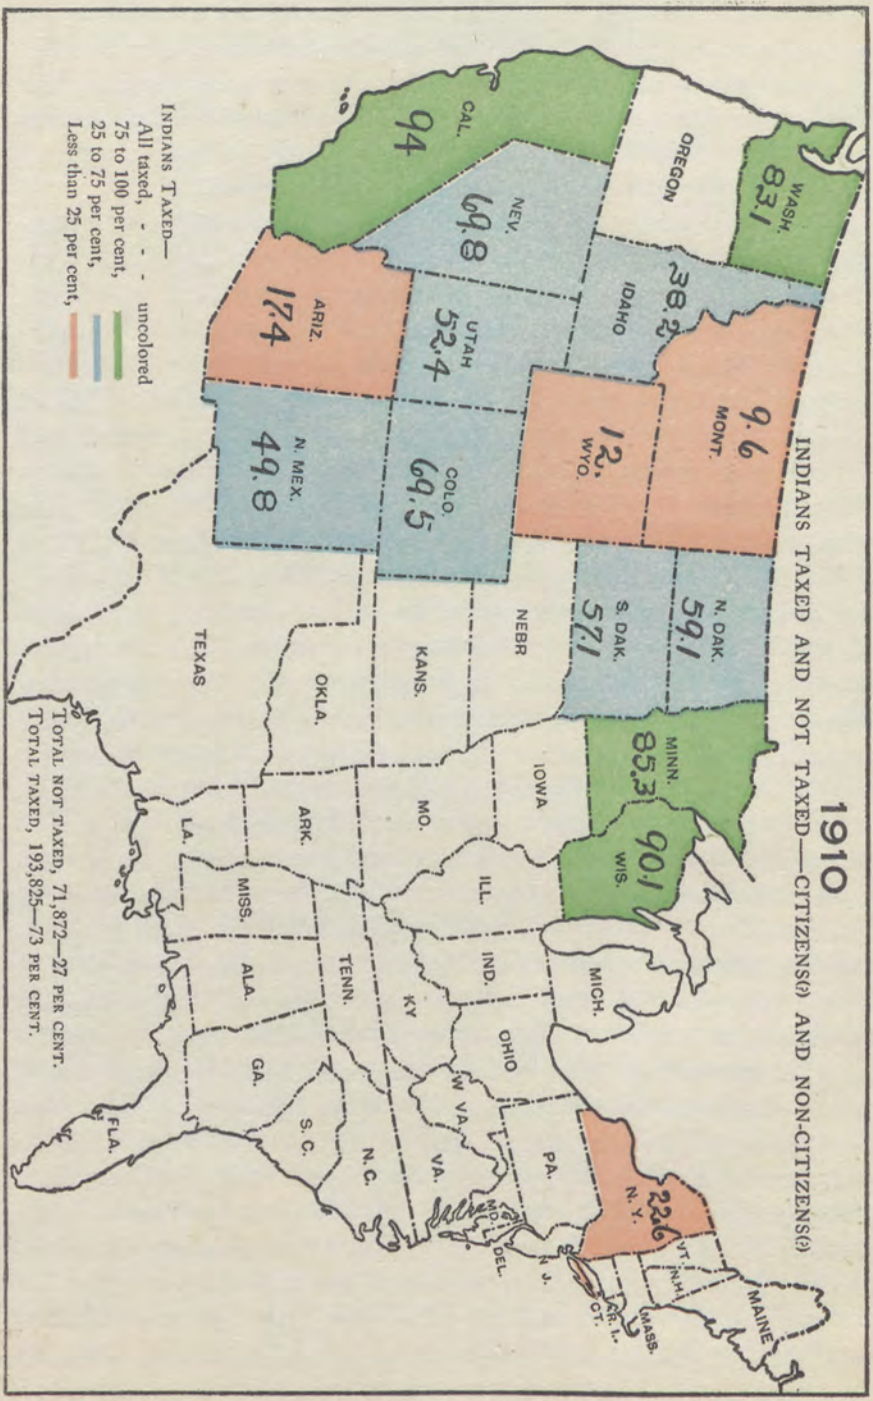 1910
INDIANS TAXED AND NOT TAXED—CITIZENS(?) AND NON-CITIZENS(?)
WASH.
83.1
OREGON
CAL.
94
NEV.
69.8
IDAHO
38.2
MONT.
9.6
WYO.
12.
UTAH
52.4
COLO.
69.5
ARIZ.
17.4
N. MEX.
49.8
N. DAK.
59.1
S. DAK.
57.1
NEBR
KANS.
OKLA.
TEXAS
MINN.
85.3
IOWA
MO.
ARK.
LA.
WIS.
90.1
ILL.
MICH.
IND.
OHIO
KY
TENN.
MISS.
ALA.
GA.
FLA.
S. C.
N.C.
VA.
W VA.
PA.
N. Y.
22.6
MD.
DEL.
N J.
CT.
R. I.
MASS.
VT.
N.H.
MAINE
INDIANS TAXED—
All taxed, - - - uncolored
75 to 100 per cent,
25 to 75 per cent,
Less than 25 per cent,
TOTAL NOT TAXED, 71,872—27 PER CENT.
TOTAL TAXED, 193,825—73 PER CENT.